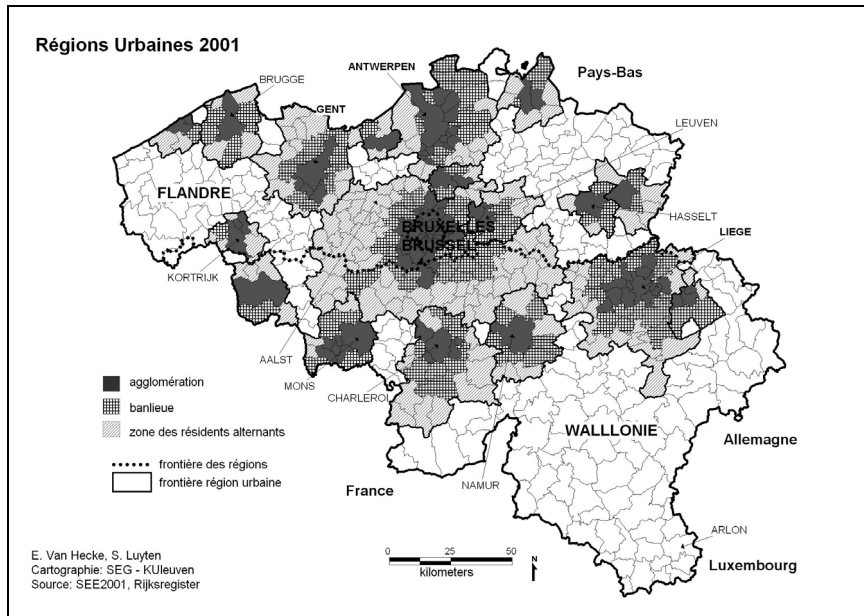 Régions Urbaines 2001
ANTWERPEN
Pays-Bas
BRUGGE
GENT
LEUVEN
FLANDRE
BRUXELLES
BRUSSEL
HASSELT
LIEGE
KORTRIJK
AALST
MONS
CHARLEROI
agglomération
banlieue
zone des résidents alternants
frontière des régions
frontière région urbaine
WALLLONIE
Allemagne
France
NAMUR
ARLON
Luxembourg
E. Van Hecke, S. Luyten
Cartographie: SEG - KUleuven
Source: SEE2001, Rijksregister
0 25 50
kilometers
N